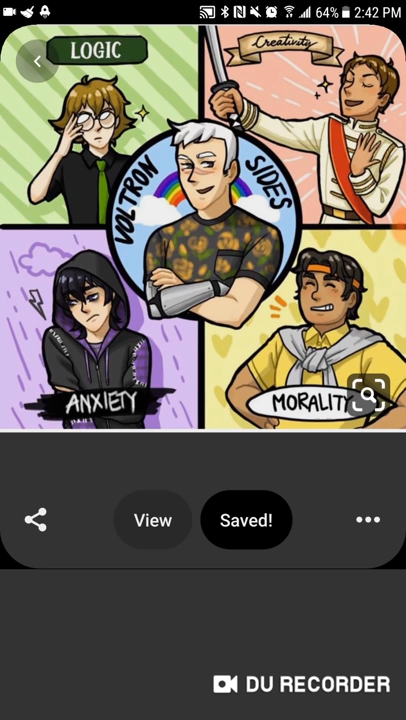 64% 2:42 PM
LOGIC
Creativity
VOLTRON SIDES
ANXIETY
MORALITY
View
Saved!
DU RECORDER